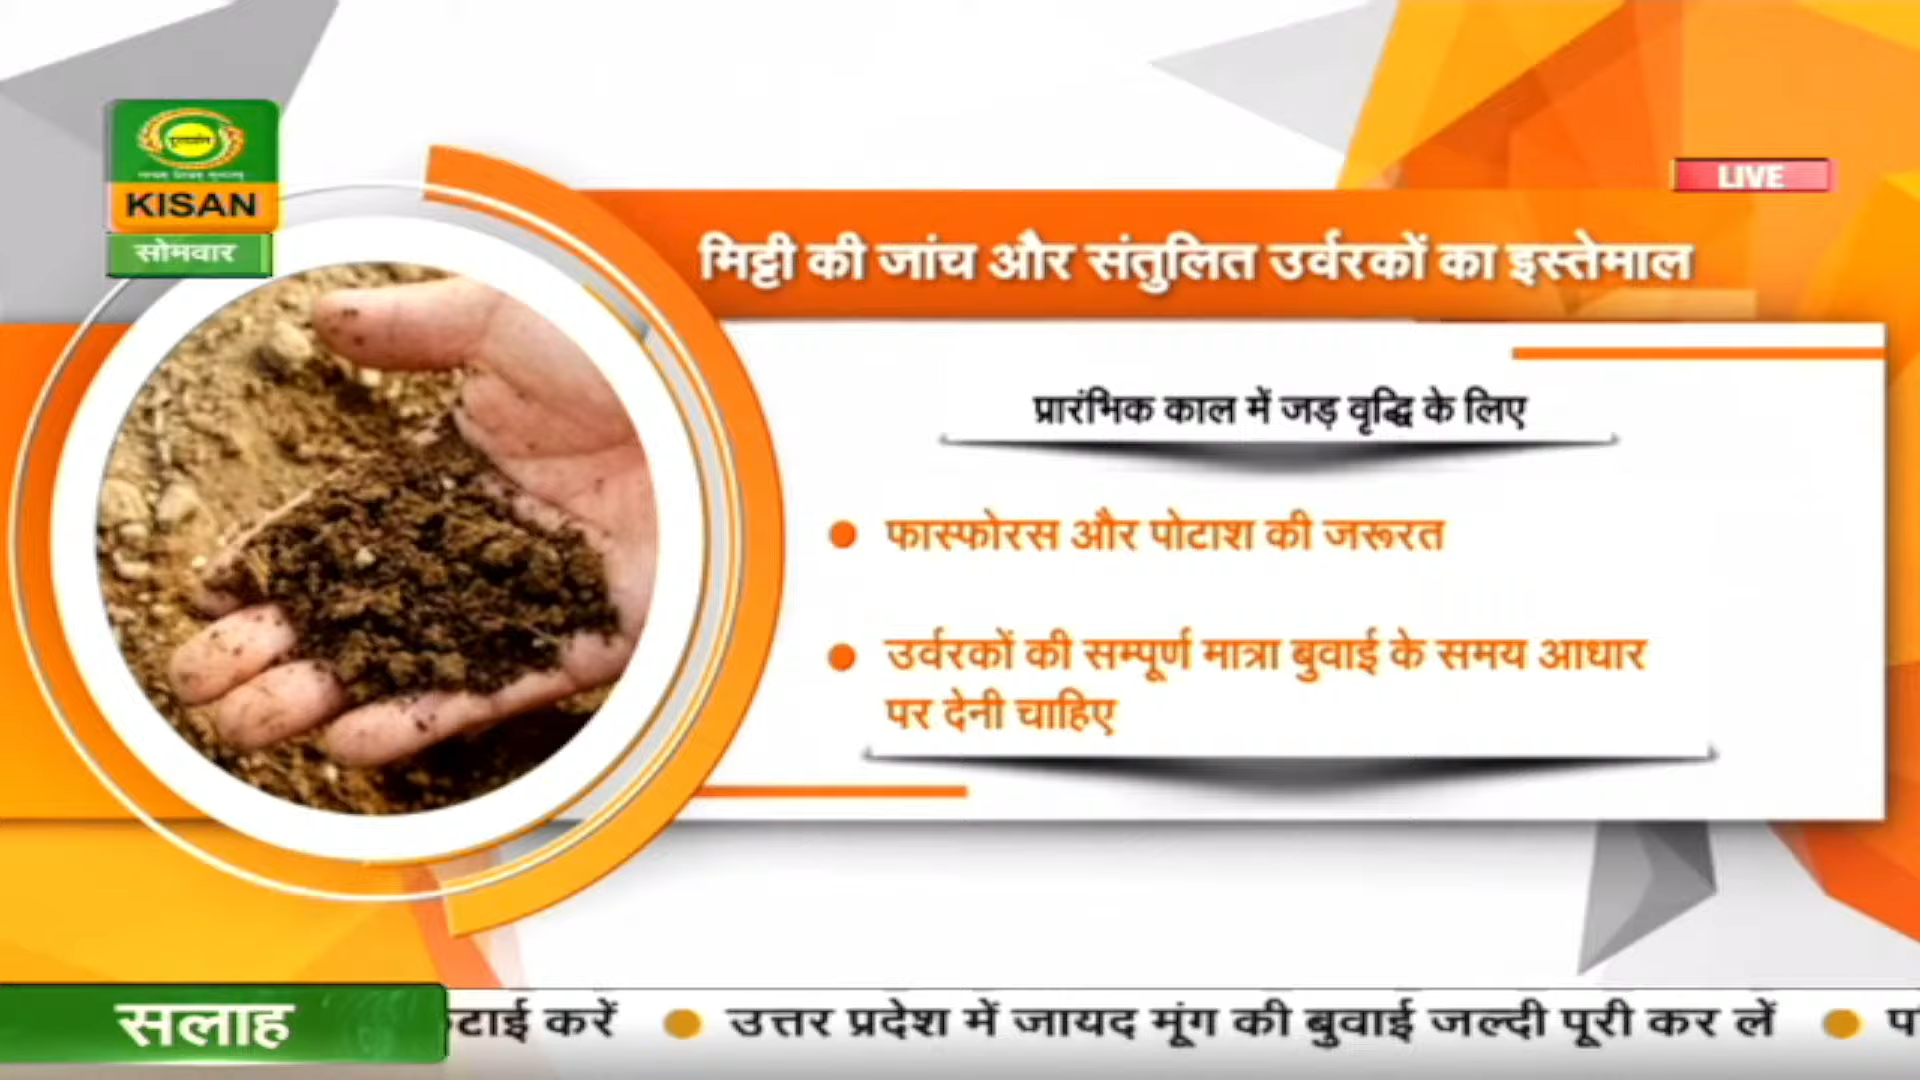 KISAN
सोमवार
LIVE
मिट्टी की जांच और संतुलित उर्वरकों का इस्तेमाल
प्रारंभिक काल में जड़ वृद्धि के लिए
फास्फोरस और पोटाश की जरूरत
उर्वरकों की सम्पूर्ण मात्रा बुवाई के समय आधार
पर देनी चाहिए
सलाह
टाई करें ● उत्तर प्रदेश में जायद मूंग की बुवाई जल्दी पूरी कर लें ●